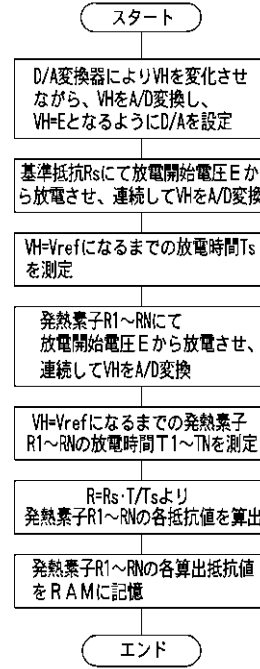 スタート
D/A変換器によりVHを変化させ
ながら、VHをA/D変換し、
VH=EとなるようにD/Aを設定
基準抵抗Rsにて放電開始電圧Eか
ら放電させ、連続してVHをA/D変換
VH=Vrefになるまでの放電時間Ts
を測定
発熱素子R1〜RNにて
放電開始電圧Eから放電させ、
連続してVHをA/D変換
VH=Vrefになるまでの発熱素子
R1〜RNの放電時間T1〜TNを測定
R=Rs·T/Tsより
発熱素子R1〜RNの各抵抗値を算出
発熱素子R1〜RNの各算出抵抗値
をRAMに記憶
エンド